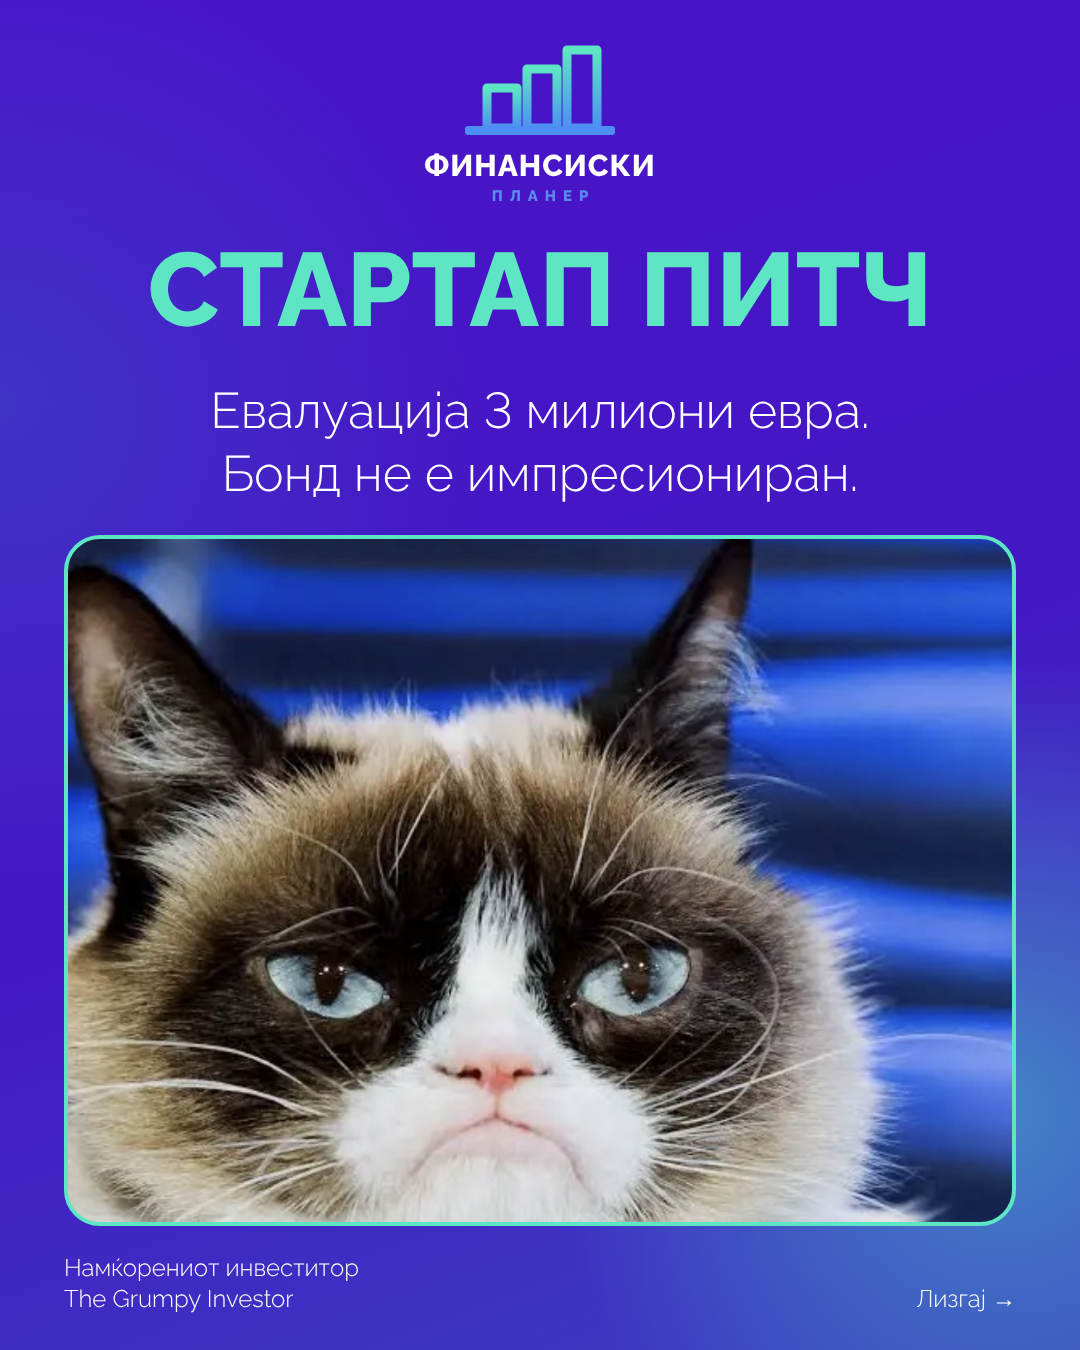 ФИНАНСИСКИ
ПЛАНЕР
СТАРТАП ПИТЧ
Евалуација 3 милиони евра.
Бонд не е импресиониран.
Намќорениот инвеститор
The Grumpy Investor
Лизгај →